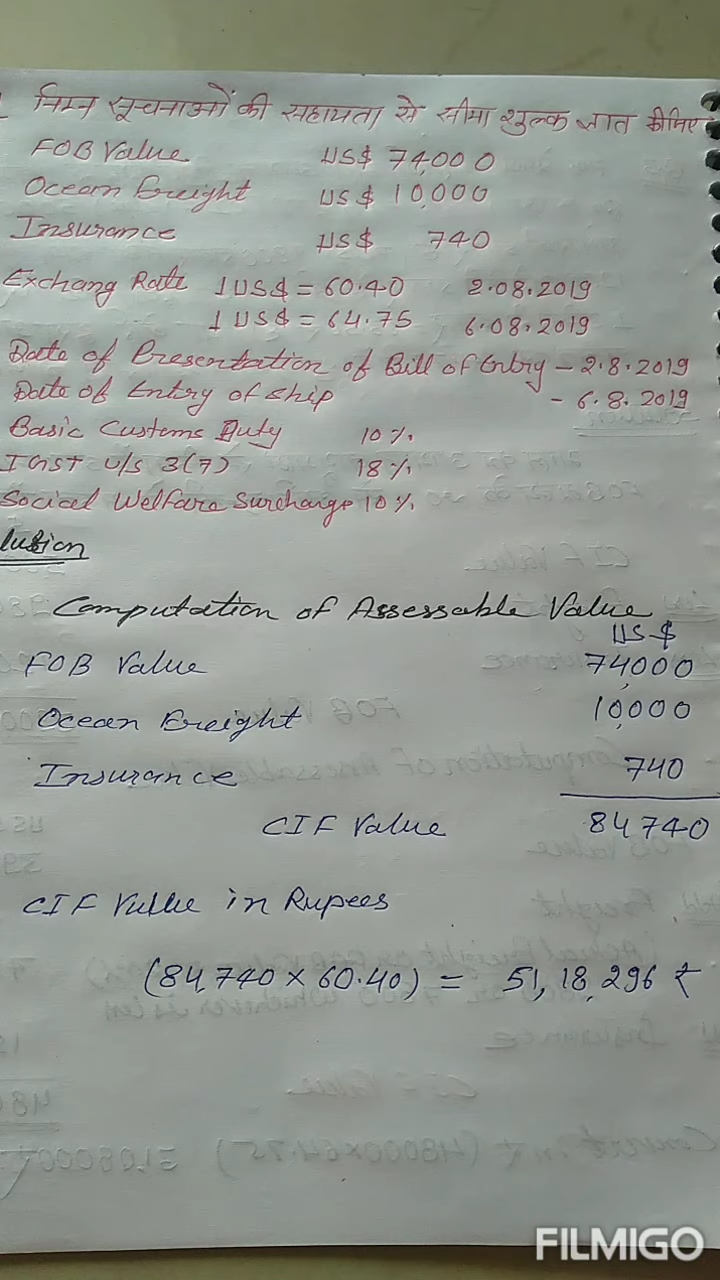 निम्न सूचनाओं की सहायता से सीमा शुल्क ज्ञात कीजिए
FOB Value US$ 74,000
Ocean Freight US$ 10,000
Insurance US$ 740
Exchang Rate 1 US$ = 60.40 2.08.2019
1 US$ = 64.75 6.08.2019
Date of Presentation of Bill of Entry - 2.8.2019
Date of Entry of Ship - 6.8.2019
Basic Customs Duty 10%
IGST u/s 3(7) 18%
Social Welfare Surcharge 10%
lution
Computation of Assessable Value
US $
FOB Value 74,000
Ocean Freight 10,000
Insurance 740
CIF Value 84740
CIF Value in Rupees
(84,740 × 60.40) = 51,18,296 ₹
FILMIGO